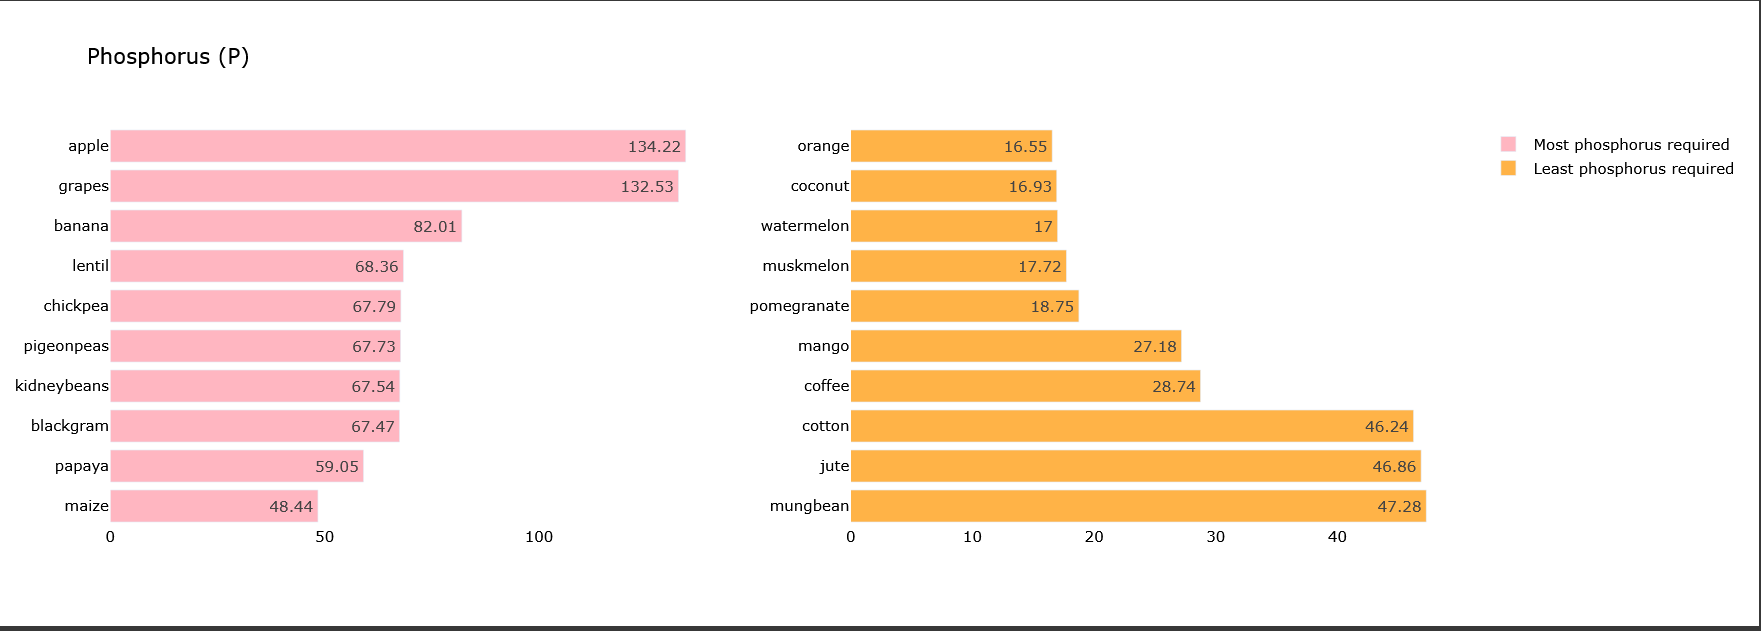 Phosphorus (P)
apple 134.22
grapes 132.53
banana 82.01
lentil 68.36
chickpea 67.79
pigeonpeas 67.73
kidneybeans 67.54
blackgram 67.47
papaya 59.05
maize 48.44
0 50 100
orange 16.55
coconut 16.93
watermelon 17
muskmelon 17.72
pomegranate 18.75
mango 27.18
coffee 28.74
cotton 46.24
jute 46.86
mungbean 47.28
0 10 20 30 40
Most phosphorus required
Least phosphorus required